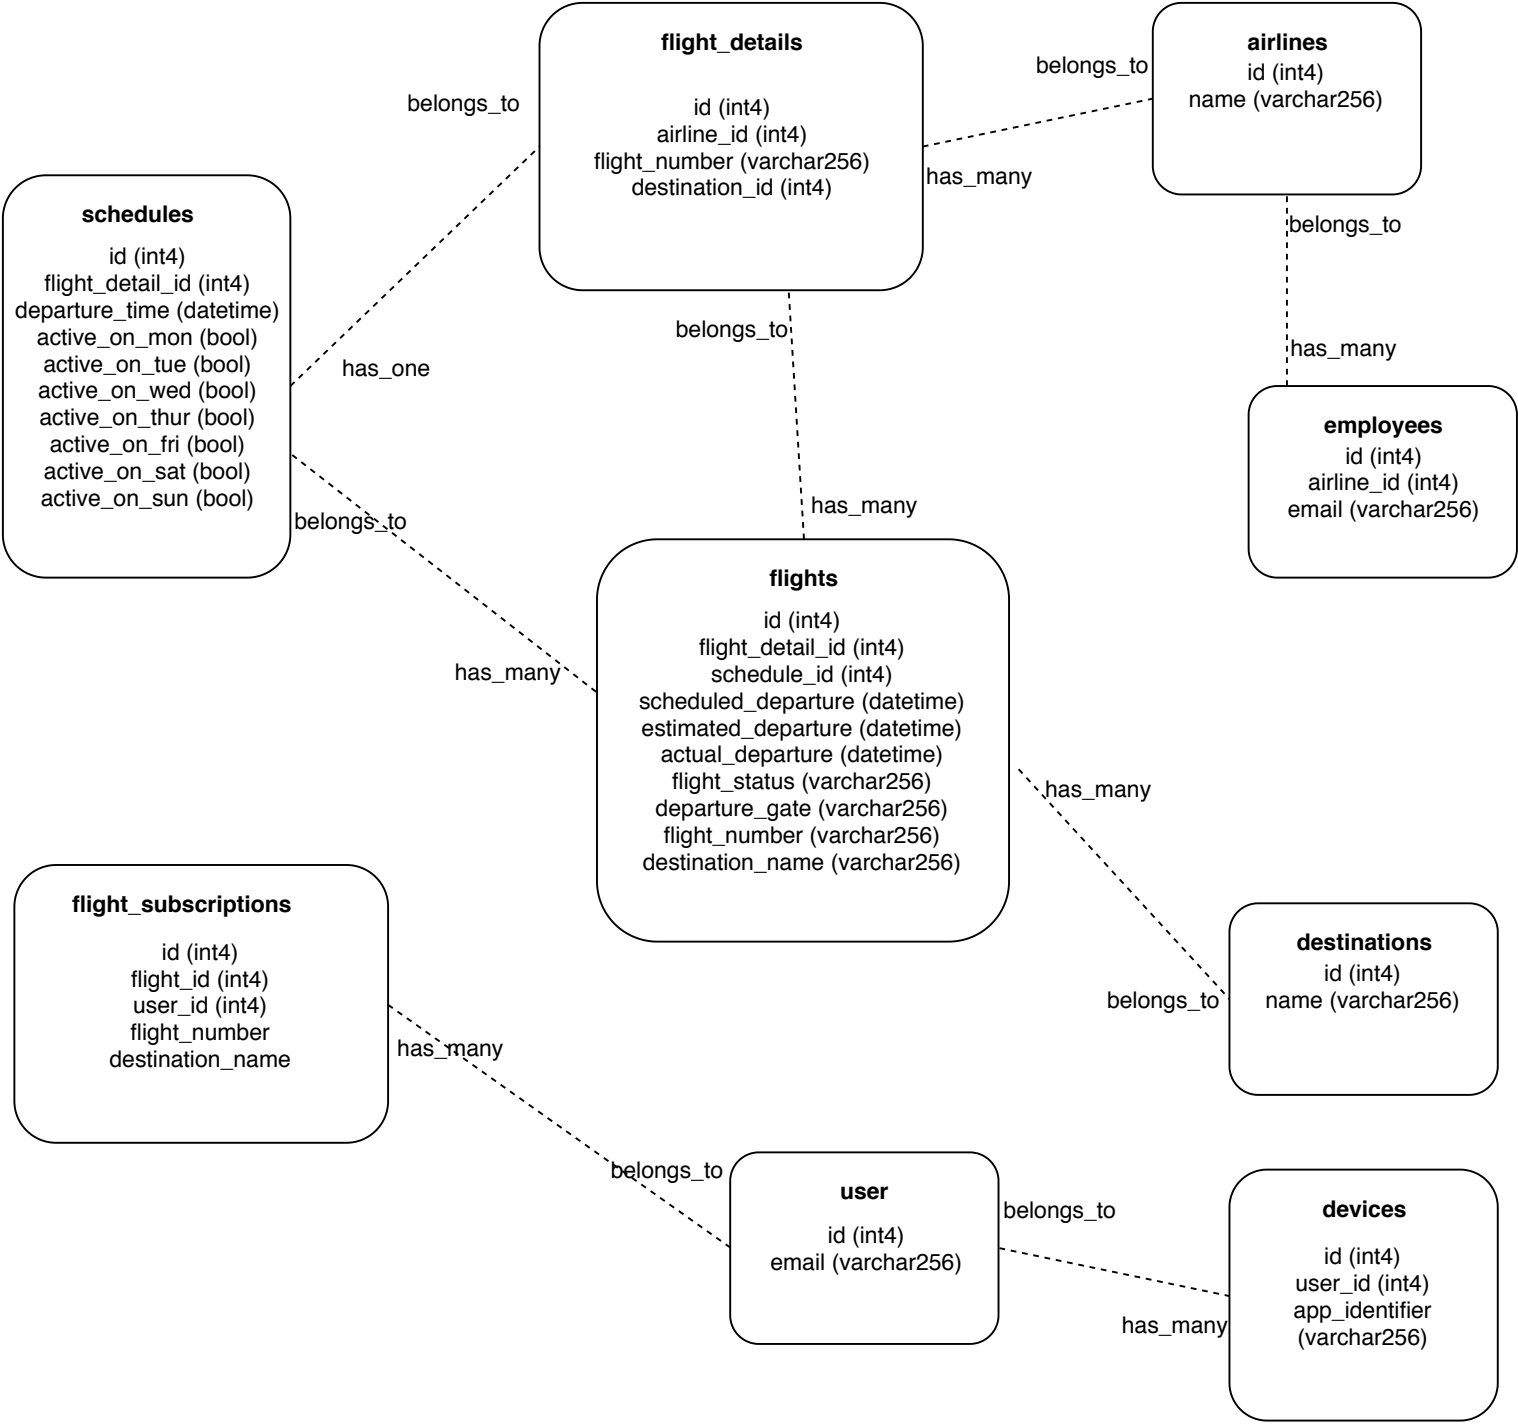 flight_details
id (int4)
airline_id (int4)
flight_number (varchar256)
destination_id (int4)
airlines
id (int4)
name (varchar256)
belongs_to
has_many
belongs_to
has_one
schedules
id (int4)
flight_detail_id (int4)
departure_time (datetime)
active_on_mon (bool)
active_on_tue (bool)
active_on_wed (bool)
active_on_thur (bool)
active_on_fri (bool)
active_on_sat (bool)
active_on_sun (bool)
belongs_to
has_many
belongs_to
has_many
employees
id (int4)
airline_id (int4)
email (varchar256)
belongs_to
has_many
flights
id (int4)
flight_detail_id (int4)
schedule_id (int4)
scheduled_departure (datetime)
estimated_departure (datetime)
actual_departure (datetime)
flight_status (varchar256)
departure_gate (varchar256)
flight_number (varchar256)
destination_name (varchar256)
has_many
belongs_to
destinations
id (int4)
name (varchar256)
flight_subscriptions
id (int4)
flight_id (int4)
user_id (int4)
flight_number
destination_name
has_many
belongs_to
user
id (int4)
email (varchar256)
belongs_to
has_many
devices
id (int4)
user_id (int4)
app_identifier
(varchar256)